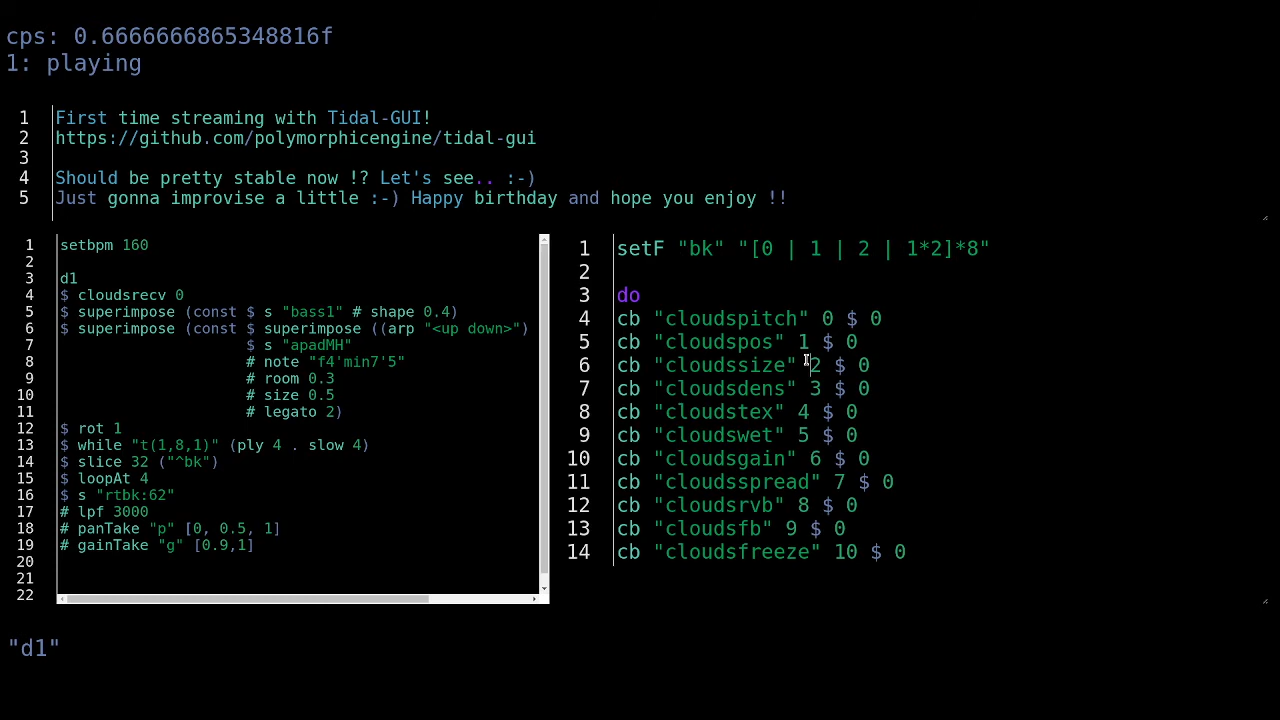 cps: 0.6666666865348816f
1: playing
1 First time streaming with Tidal-GUI!
2 https://github.com/polymorphicengine/tidal-gui
3
4 Should be pretty stable now !? Let's see.. :-)
5 Just gonna improvise a little :-) Happy birthday and hope you enjoy !!
1 setbpm 160
2
3 d1
4 $ cloudsrecv 0
5 $ superimpose (const $ s "bass1" # shape 0.4)
6 $ superimpose (const $ superimpose ((arp "<up down>")
7 $ s "apadMH"
8 # note "f4'min7'5"
9 # room 0.3
10 # size 0.5
11 # legato 2)
12 $ rot 1
13 $ while "t(1,8,1)" (ply 4 . slow 4)
14 $ slice 32 ("^bk")
15 $ loopAt 4
16 $ s "rtbk:62"
17 # lpf 3000
18 # panTake "p" [0, 0.5, 1]
19 # gainTake "g" [0.9,1]
20
21
22
1 setF "bk" "[0 | 1 | 2 | 1*2]*8"
2
3 do
4 cb "cloudspitch" 0 $ 0
5 cb "cloudspos" 1 $ 0
6 cb "cloudssize" 2 $ 0
7 cb "cloudsdens" 3 $ 0
8 cb "cloudstex" 4 $ 0
9 cb "cloudswet" 5 $ 0
10 cb "cloudsgain" 6 $ 0
11 cb "cloudsspread" 7 $ 0
12 cb "cloudsrvb" 8 $ 0
13 cb "cloudsfb" 9 $ 0
14 cb "cloudsfreeze" 10 $ 0
"d1"